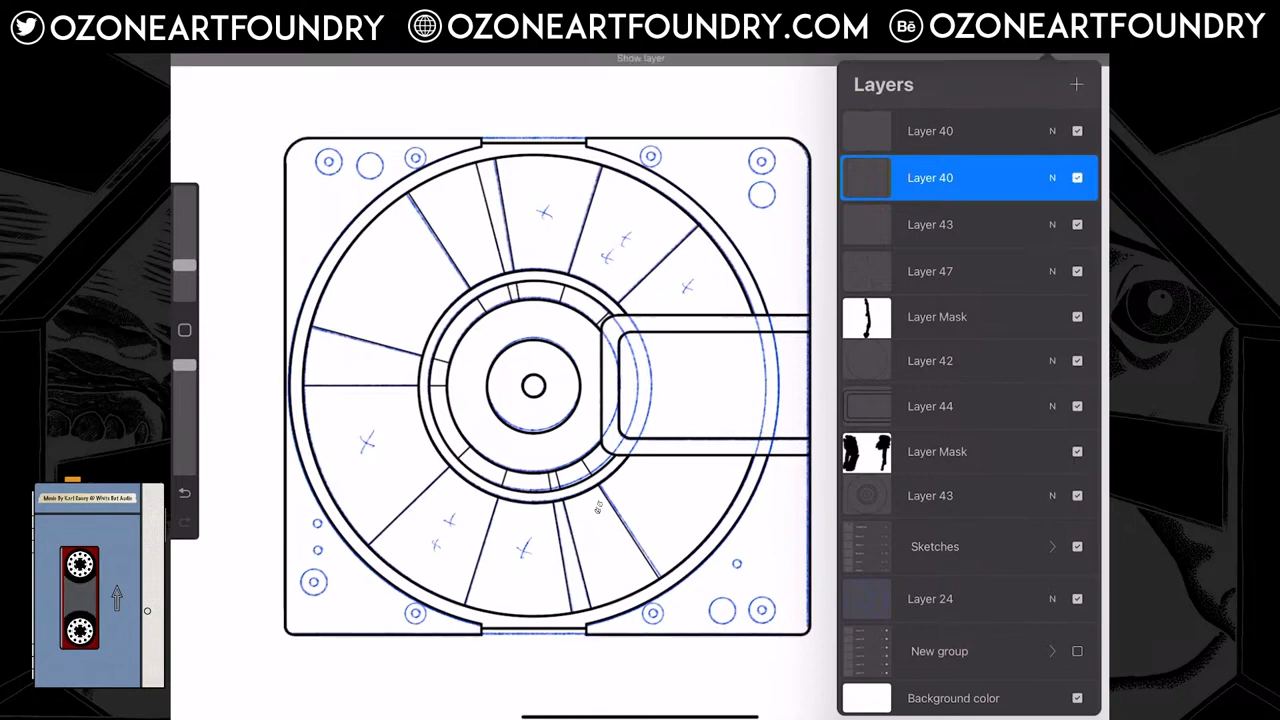 OZONEARTFOUNDRY OZONEARTFOUNDRY.COM Bē OZONEARTFOUNDRY
Show layer
Layers
Layer 40 N
Layer 40 N
Layer 43 N
Layer 47 N
Layer Mask
Layer 42 N
Layer 44 N
Layer Mask
Layer 43 N
Sketches
Layer 24 N
New group
Background color
Music By Karl Casey @ White Bat Audio